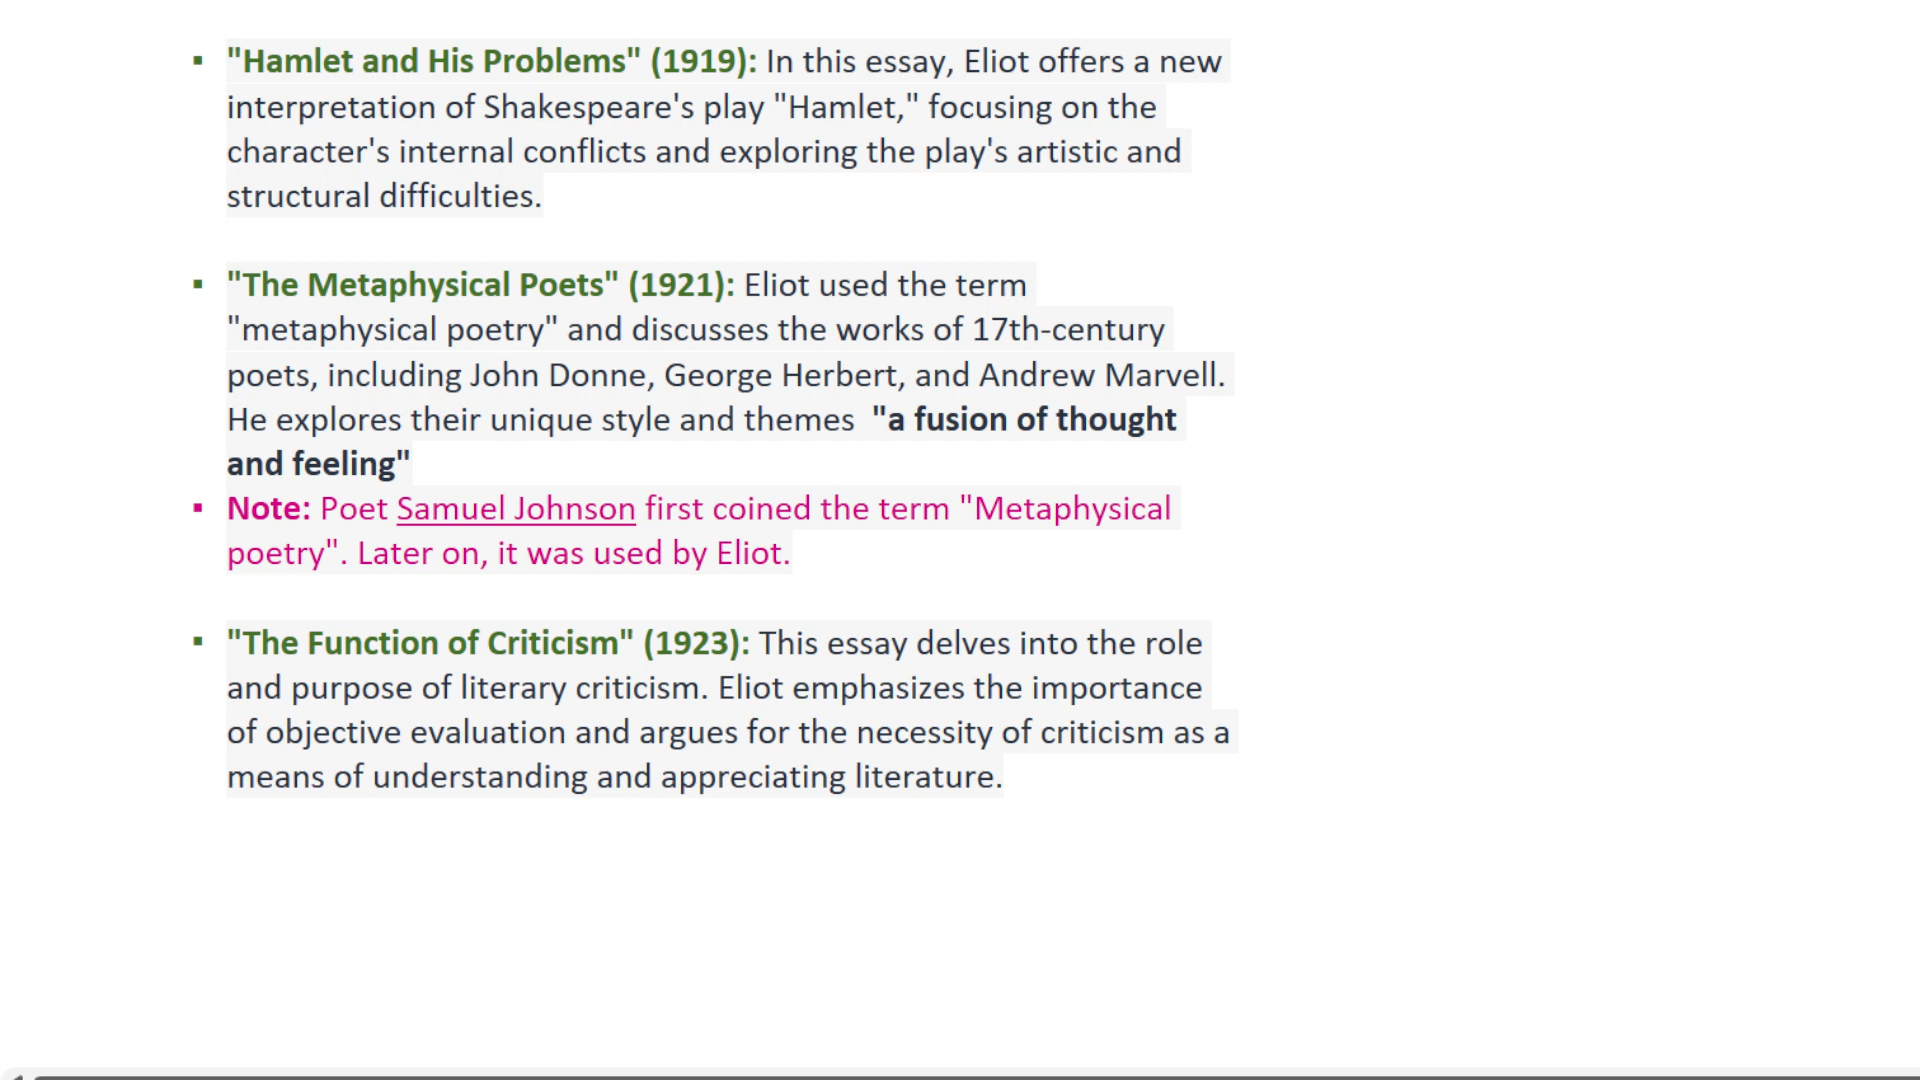 ▪ "Hamlet and His Problems" (1919): In this essay, Eliot offers a new
interpretation of Shakespeare's play "Hamlet," focusing on the
character's internal conflicts and exploring the play's artistic and
structural difficulties.
▪ "The Metaphysical Poets" (1921): Eliot used the term
"metaphysical poetry" and discusses the works of 17th-century
poets, including John Donne, George Herbert, and Andrew Marvell.
He explores their unique style and themes "a fusion of thought
and feeling"
▪ Note: Poet Samuel Johnson first coined the term "Metaphysical
poetry". Later on, it was used by Eliot.
▪ "The Function of Criticism" (1923): This essay delves into the role
and purpose of literary criticism. Eliot emphasizes the importance
of objective evaluation and argues for the necessity of criticism as a
means of understanding and appreciating literature.